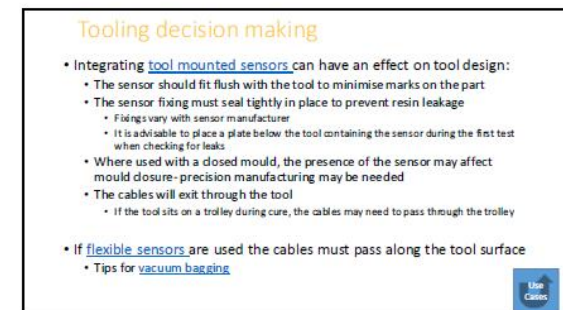 Tooling decision making
• Integrating tool mounted sensors can have an effect on tool design:
• The sensor should fit flush with the tool to minimise marks on the part
• The sensor fixing must seal tightly in place to prevent resin leakage
• Fixings vary with sensor manufacturer
• It is advisable to place a plate below the tool containing the sensor during the first test
when checking for leaks
• Where used with a closed mould, the presence of the sensor may affect
mould closure- precision manufacturing may be needed
• The cables will exit through the tool
• If the tool sits on a trolley during cure, the cables may need to pass through the trolley
• If flexible sensors are used the cables must pass along the tool surface
• Tips for vacuum bagging
Use
Cases